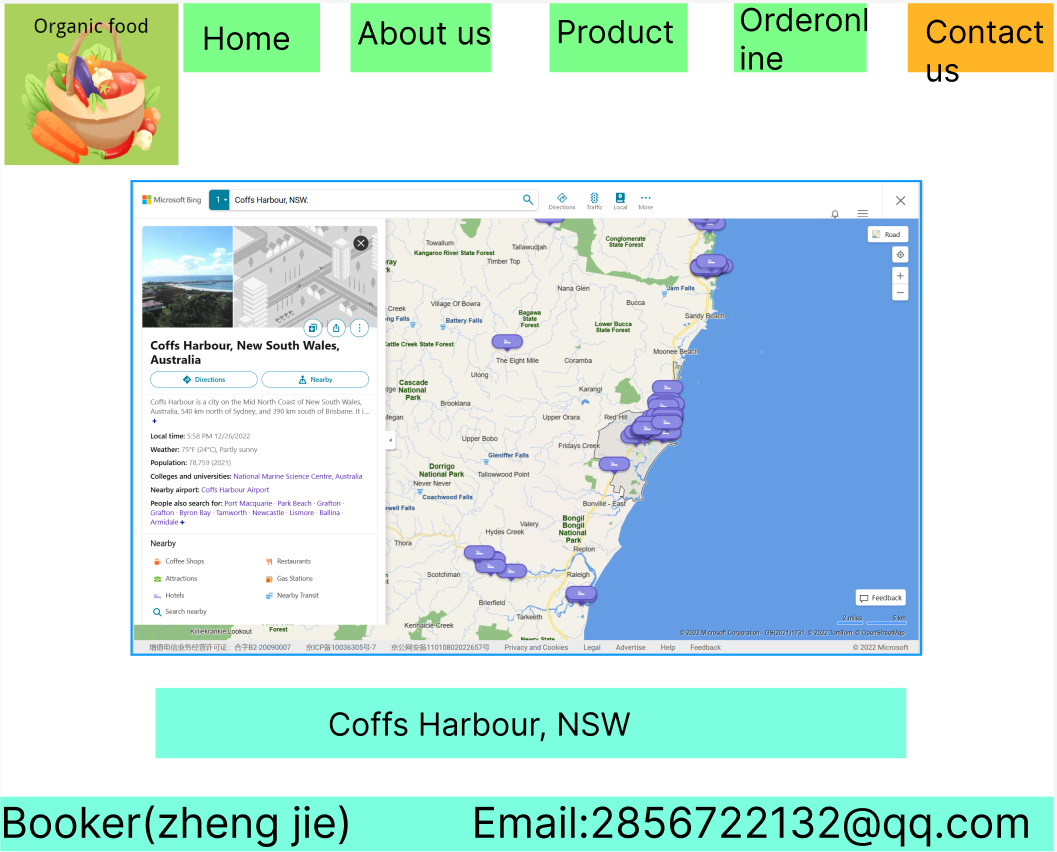 Organic food
Home
About us
Product
Orderonl
ine
Contact
us
Microsoft Bing
1
Coffs Harbour, NSW.
Directions
Traffic
Local
More
Road
Coffs Harbour, New South Wales,
Australia
Directions
Nearby
Coffs Harbour is a city on the Mid North Coast of New South Wales,
Australia, 540 km north of Sydney, and 390 km south of Brisbane. It i...
+
Local time: 5:58 PM 12/26/2022
Weather: 75°F (24°C), Partly sunny
Population: 78,759 (2021)
Colleges and universities: National Marine Science Centre, Australia
Nearby airport: Coffs Harbour Airport
People also search for: Port Macquarie · Park Beach · Grafton ·
Grafton · Byron Bay · Tamworth · Newcastle · Lismore · Ballina ·
Armidale +
Nearby
Coffee Shops
Restaurants
Attractions
Gas Stations
Hotels
Nearby Transit
Search nearby
Towallum
Kangaroo River State Forest
Tallawudjah
Conglomerate
State Forest
Timber Top
Nana Glen
Jam Falls
Creek
Village Of Bowra
Bucca
Battery Falls
Bagawa
State
Forest
Sandy Beach
Lower Bucca
State Forest
Cattle Creek State Forest
Moonee Beach
The Eight Mile
Coramba
Ulong
Cascade
National
Park
Karangi
Brooklana
Megan
Upper Orara
Red Hill
Upper Bobo
Fridays Creek
Gleniffer Falls
Dorrigo
National Park
Tallowwood Point
Never Never
Coachwood Falls
Bonville - East
Valery
Bongil
Bongil
National
Park
Hydes Creek
Thora
Repton
Scotchman
Raleigh
Brierfield
Tarkeeth
Kennaicle Creek
Killiekrankie Lookout
Forest
Newry State
Feedback
2 miles
5 km
© 2022 Microsoft Corporation - GS(2021)1731, © 2022 TomTom, © OpenStreetMap
增值电信业务经营许可证：合字B2-20090007
京ICP备10036305号-7
京公网安备11010802022657号
Privacy and Cookies
Legal
Advertise
Help
Feedback
© 2022 Microsoft
Coffs Harbour, NSW
Booker(zheng jie)
Email:2856722132@qq.com